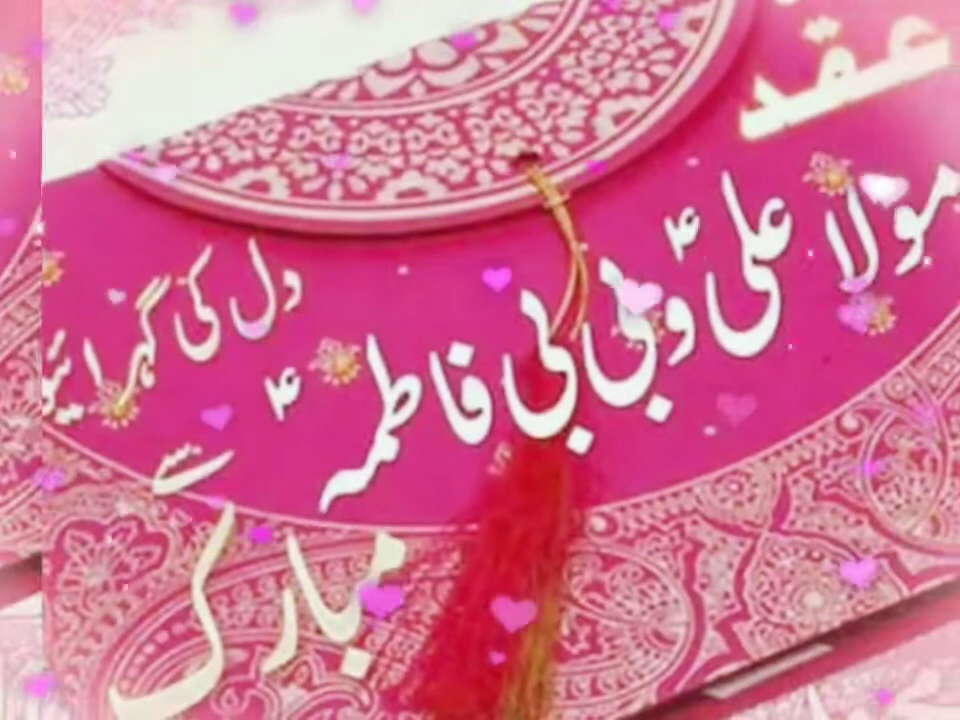 عقد
مولا علیؑ و بی بی فاطمہؑ
دل کی گہرائیوں
سے
مبارک